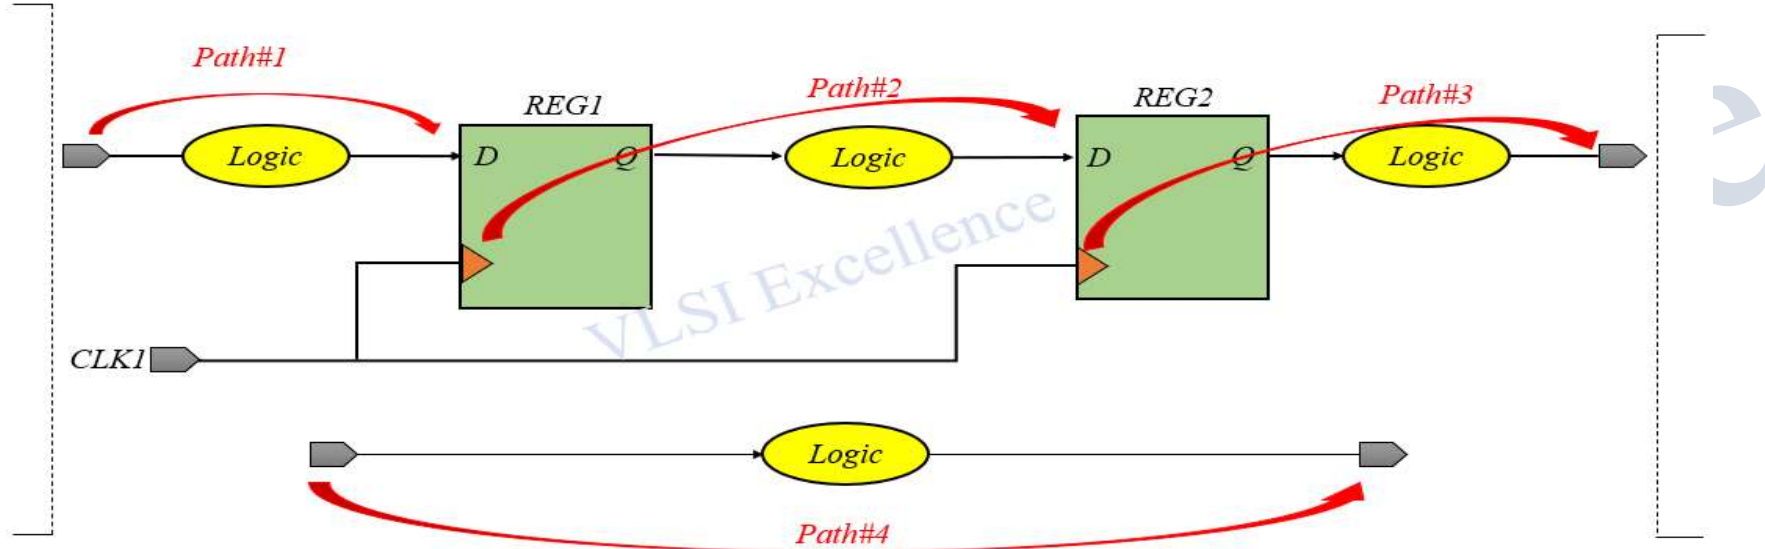 Path#1
Path#2
Path#3
REG1
REG2
Logic
D
Q
Logic
D
Q
Logic
VLSI Excellence
CLK1
Logic
Path#4
e